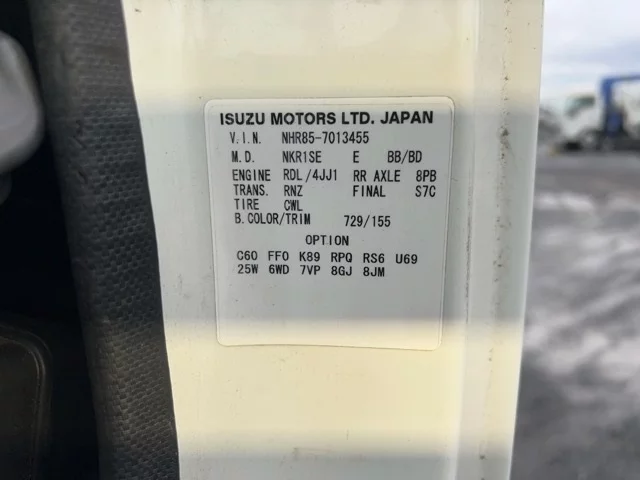 ISUZU MOTORS LTD. JAPAN
V.I.N. NHR85-7013455
M.D. NKR1SE E BB/BD
ENGINE RDL/4JJ1 RR AXLE 8PB
TRANS. RNZ FINAL S7C
TIRE CWL
B.COLOR/TRIM 729/155
OPTION
C60 FF0 K89 RPQ RS6 U69
25W 6WD 7VP 8GJ 8JM